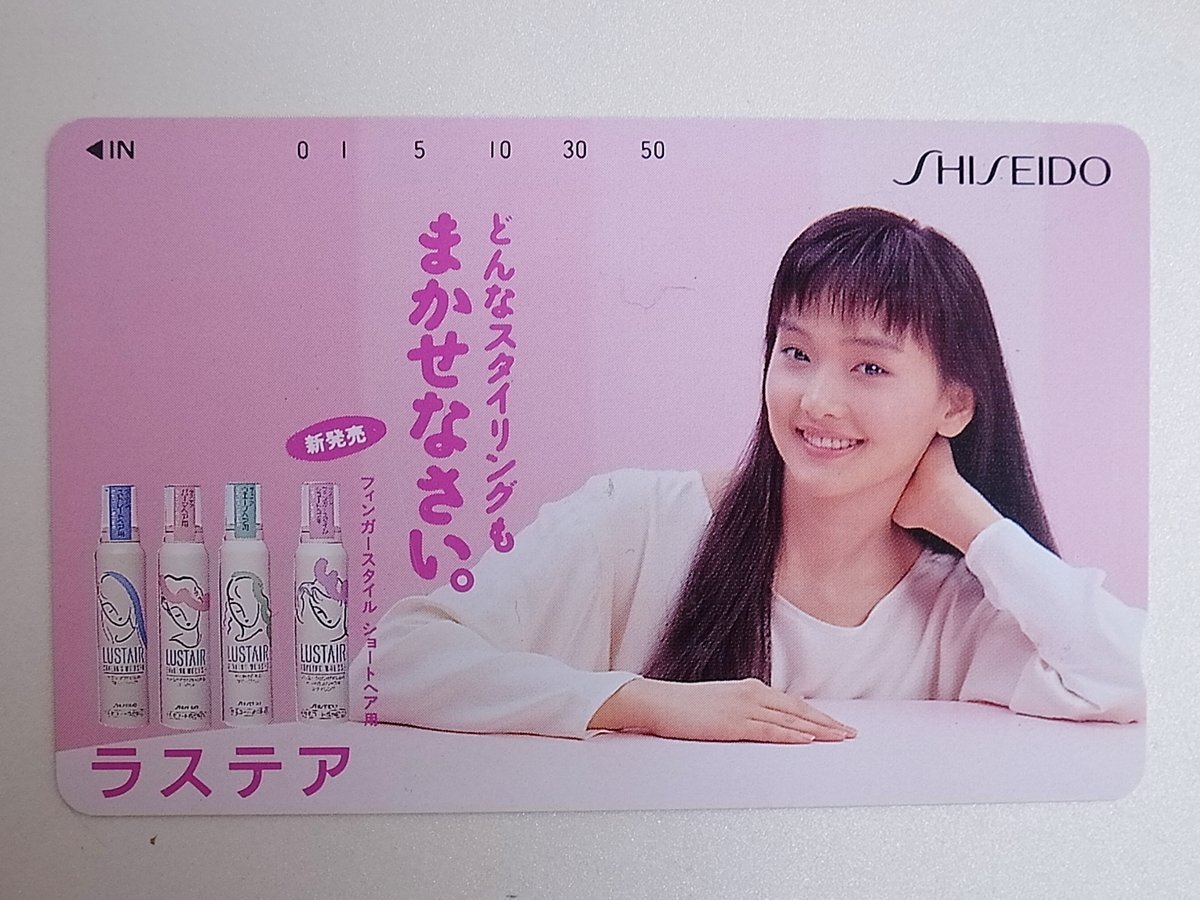 ◀IN 0 1 5 10 30 50
SHISEIDO
どんなスタイリングも
まかせなさい。
新発売
フィンガースタイル ショートヘア用
LUSTAIR
LUSTAIR
LUSTAIR
LUSTAIR
ラステア